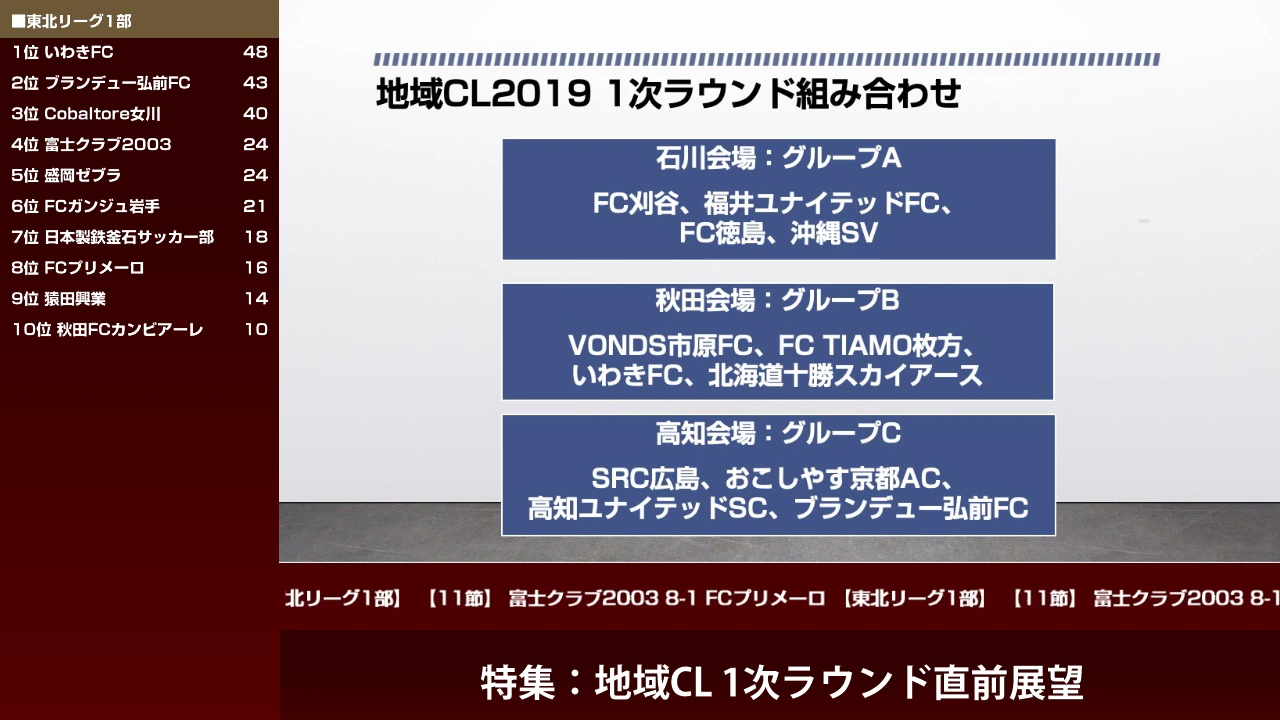 ■東北リーグ1部
1位 いわきFC 48
2位 ブランデュー弘前FC 43
3位 Cobaltore女川 40
4位 富士クラブ2003 24
5位 盛岡ゼブラ 24
6位 FCガンジュ岩手 21
7位 日本製鉄釜石サッカー部 18
8位 FCプリメーロ 16
9位 猿田興業 14
10位 秋田FCカンビアーレ 10
地域CL2019 1次ラウンド組み合わせ
石川会場：グループA
FC刈谷、福井ユナイテッドFC、
FC徳島、沖縄SV
秋田会場：グループB
VONDS市原FC、FC TIAMO枚方、
いわきFC、北海道十勝スカイアース
高知会場：グループC
SRC広島、おこしやす京都AC、
高知ユナイテッドSC、ブランデュー弘前FC
北リーグ1部】 【11節】 富士クラブ2003 8-1 FCプリメーロ 【東北リーグ1部】 【11節】 富士クラブ2003 8-1
特集：地域CL 1次ラウンド直前展望